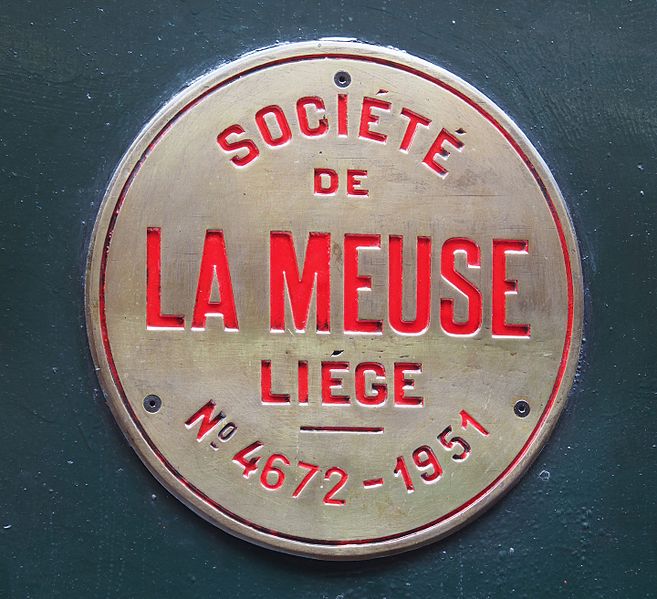 SOCIÉTÉ
DE
LA MEUSE
LIÉGE
Nº 4672-1951